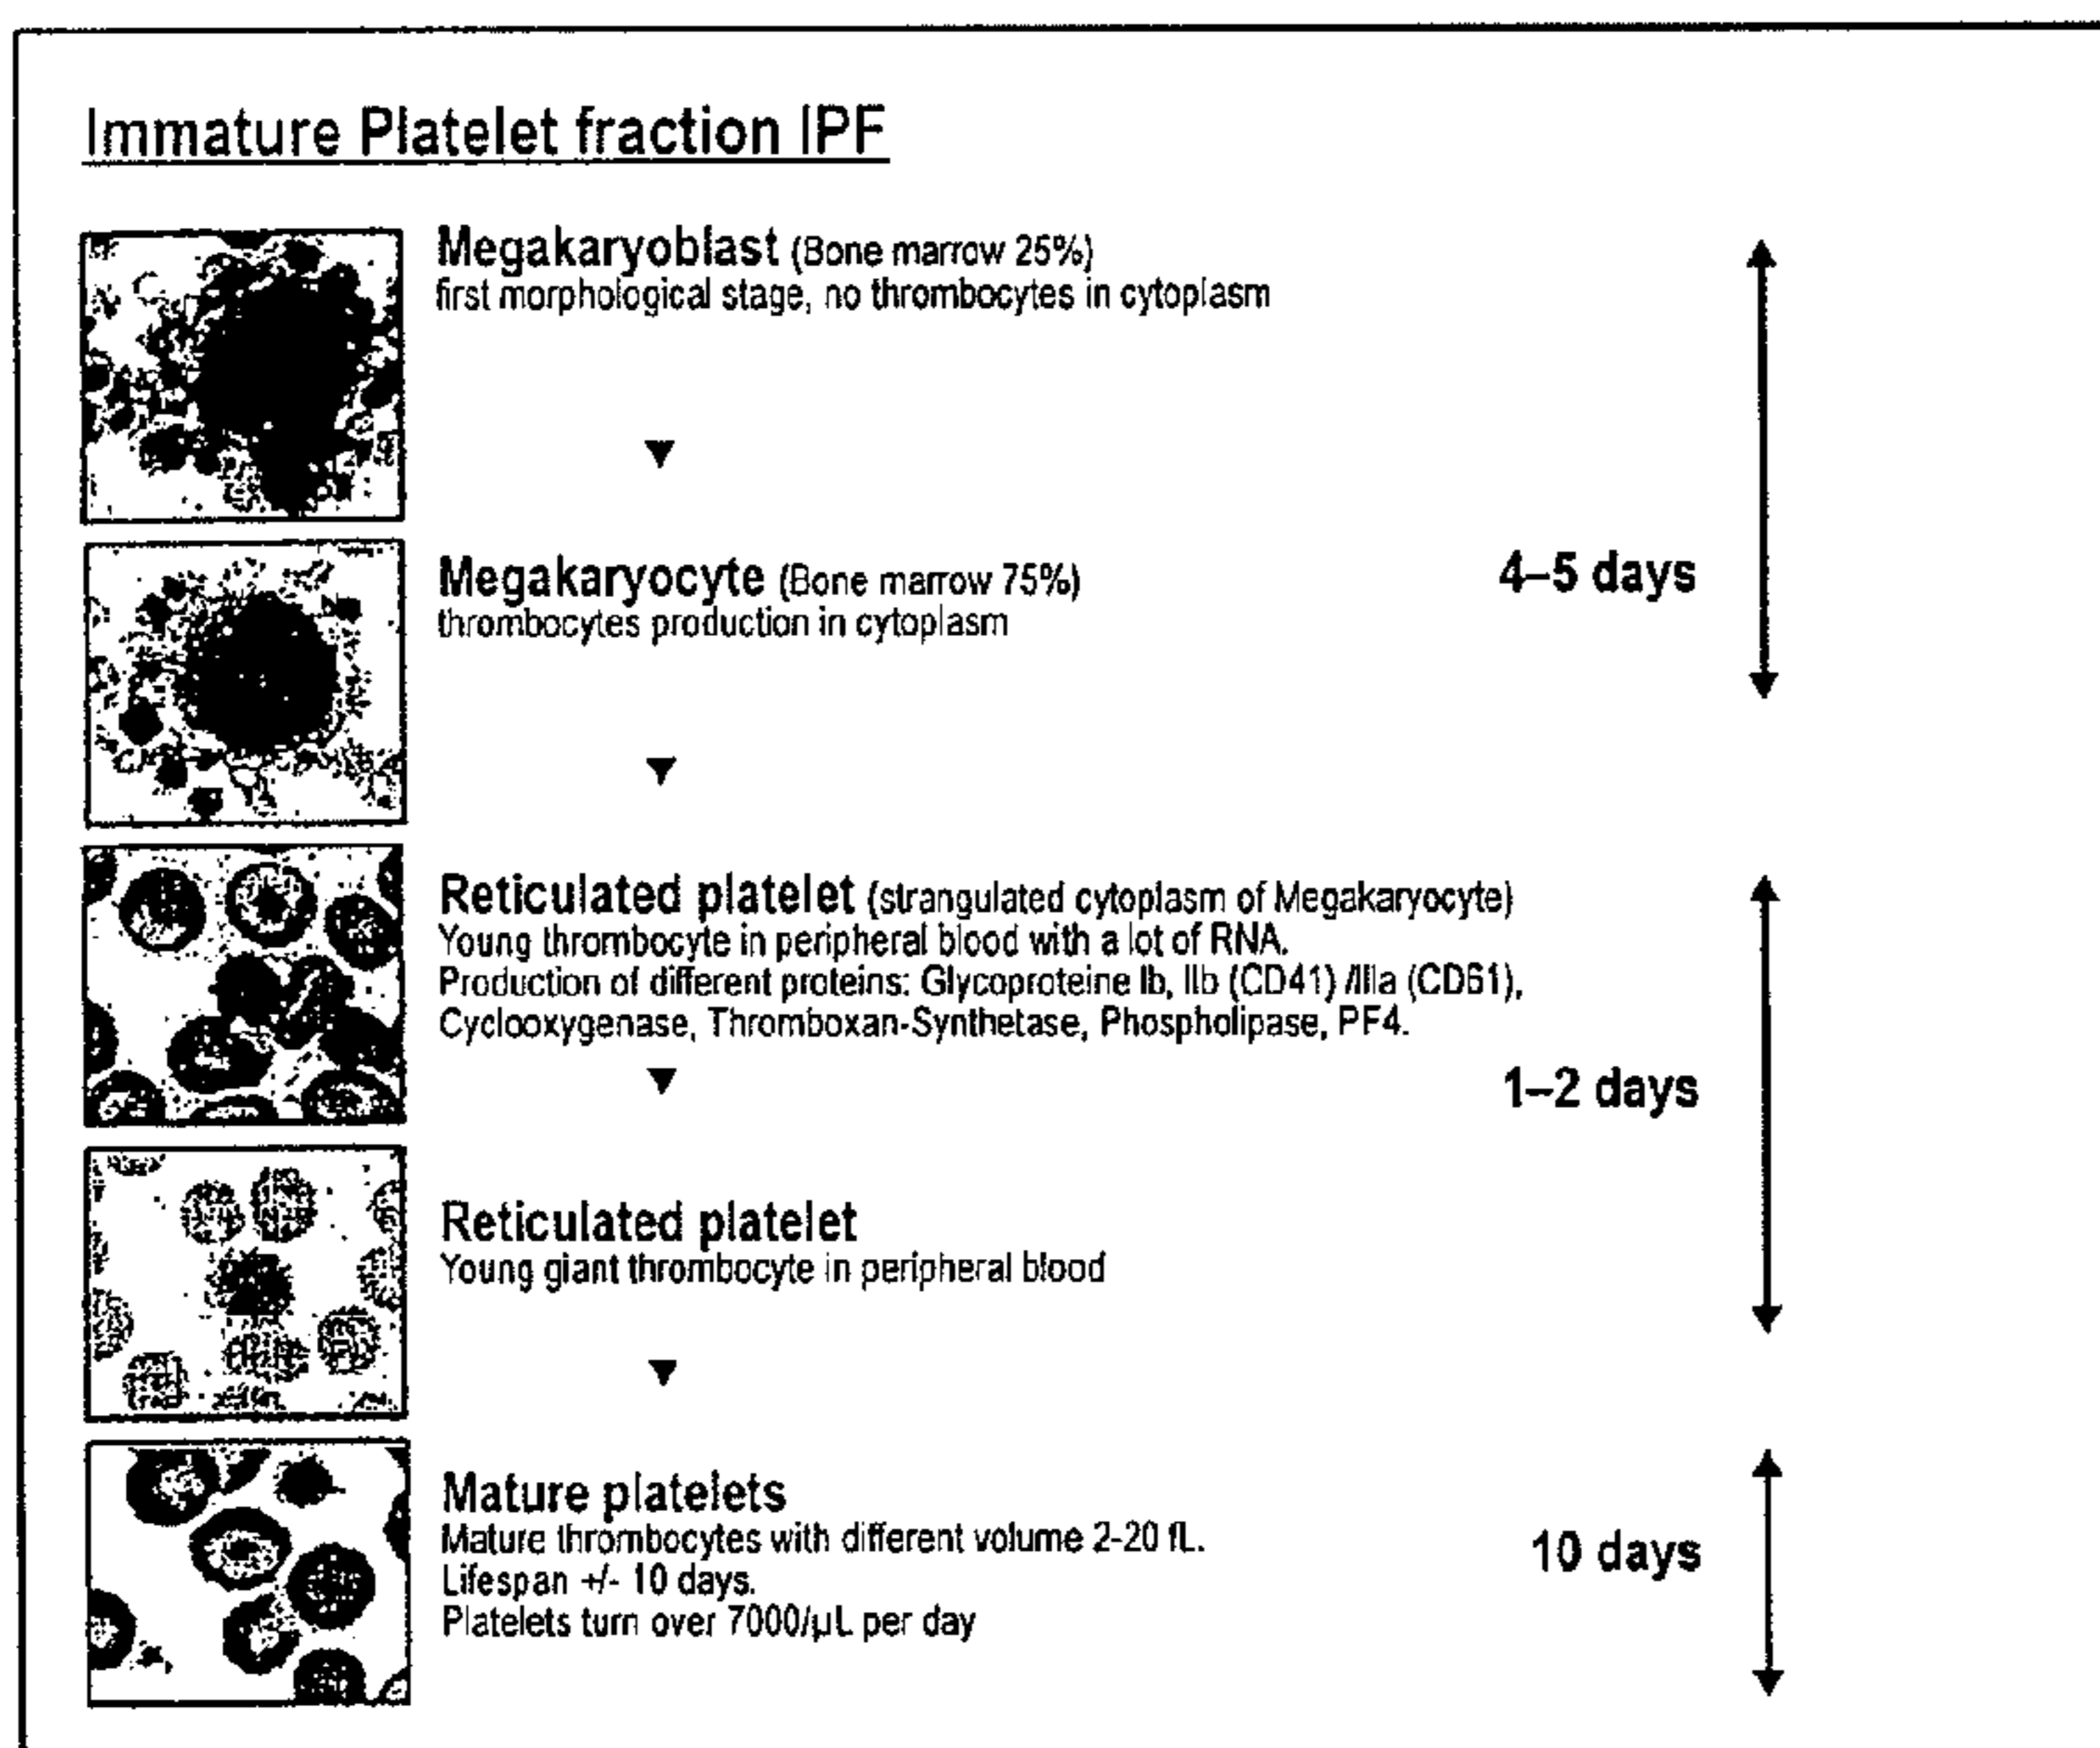 Immature Platelet fraction IPF
Megakaryoblast (Bone marrow 25%)
first morphological stage, no thrombocytes in cytoplasm
Megakaryocyte (Bone marrow 75%)
thrombocytes production in cytoplasm
4–5 days
Reticulated platelet (strangulated cytoplasm of Megakaryocyte)
Young thrombocyte in peripheral blood with a lot of RNA.
Production of different proteins: Glycoproteine Ib, IIb (CD41) /IIIa (CD61),
Cyclooxygenase, Thromboxan-Synthetase, Phospholipase, PF4.
1–2 days
Reticulated platelet
Young giant thrombocyte in peripheral blood
Mature platelets
Mature thrombocytes with different volume 2-20 fL.
Lifespan +/- 10 days.
Platelets turn over 7000/µL per day
10 days